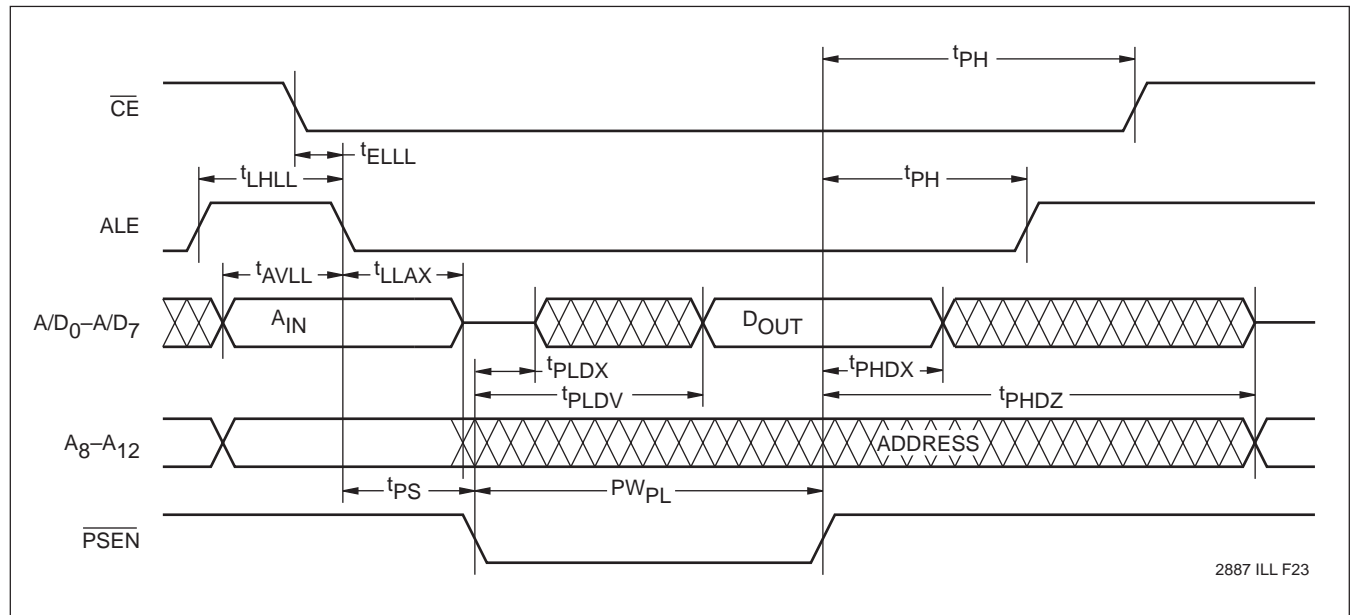 tPH
CE
tELLL
tLHLL
tPH
ALE
tAVLL
tLLAX
A/D0–A/D7
AIN
DOUT
tPLDX
tPHDX
tPLDV
tPHDZ
A8–A12
ADDRESS
tPS
PWPL
PSEN
2887 ILL F23